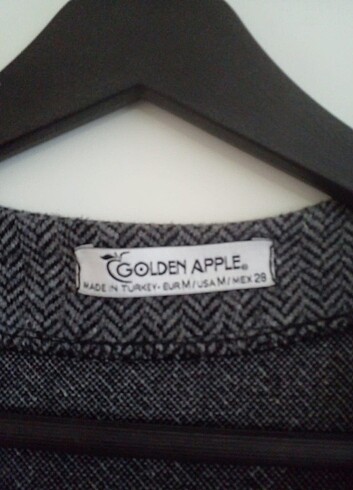 GOLDEN APPLE®
MADE IN TURKEY-EUR M/USA M/MEX 28